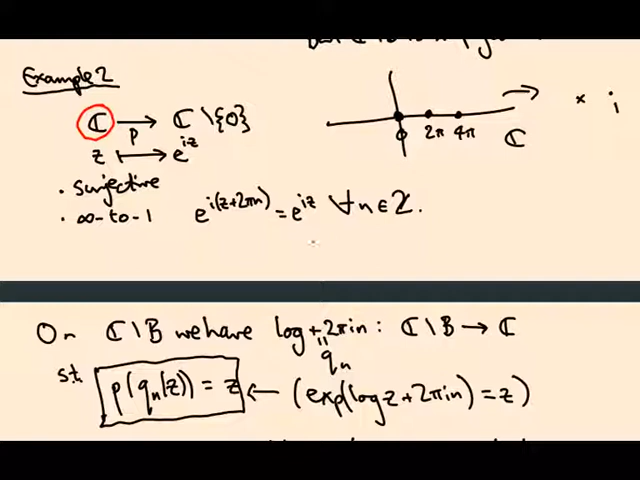 Example 2
ℂ → ℂ \ {0}
p
z ↦ e^{iz}
0 2π 4π
ℂ
× i
· surjective
· ∞-to-1 e^{i(z+2πn)} = e^{iz} ∀n ∈ ℤ.
On ℂ\B we have log + 2πin : ℂ\B → ℂ
=
q_n
s.t. p(q_n(z)) = z ← (exp(log z + 2πin) = z)